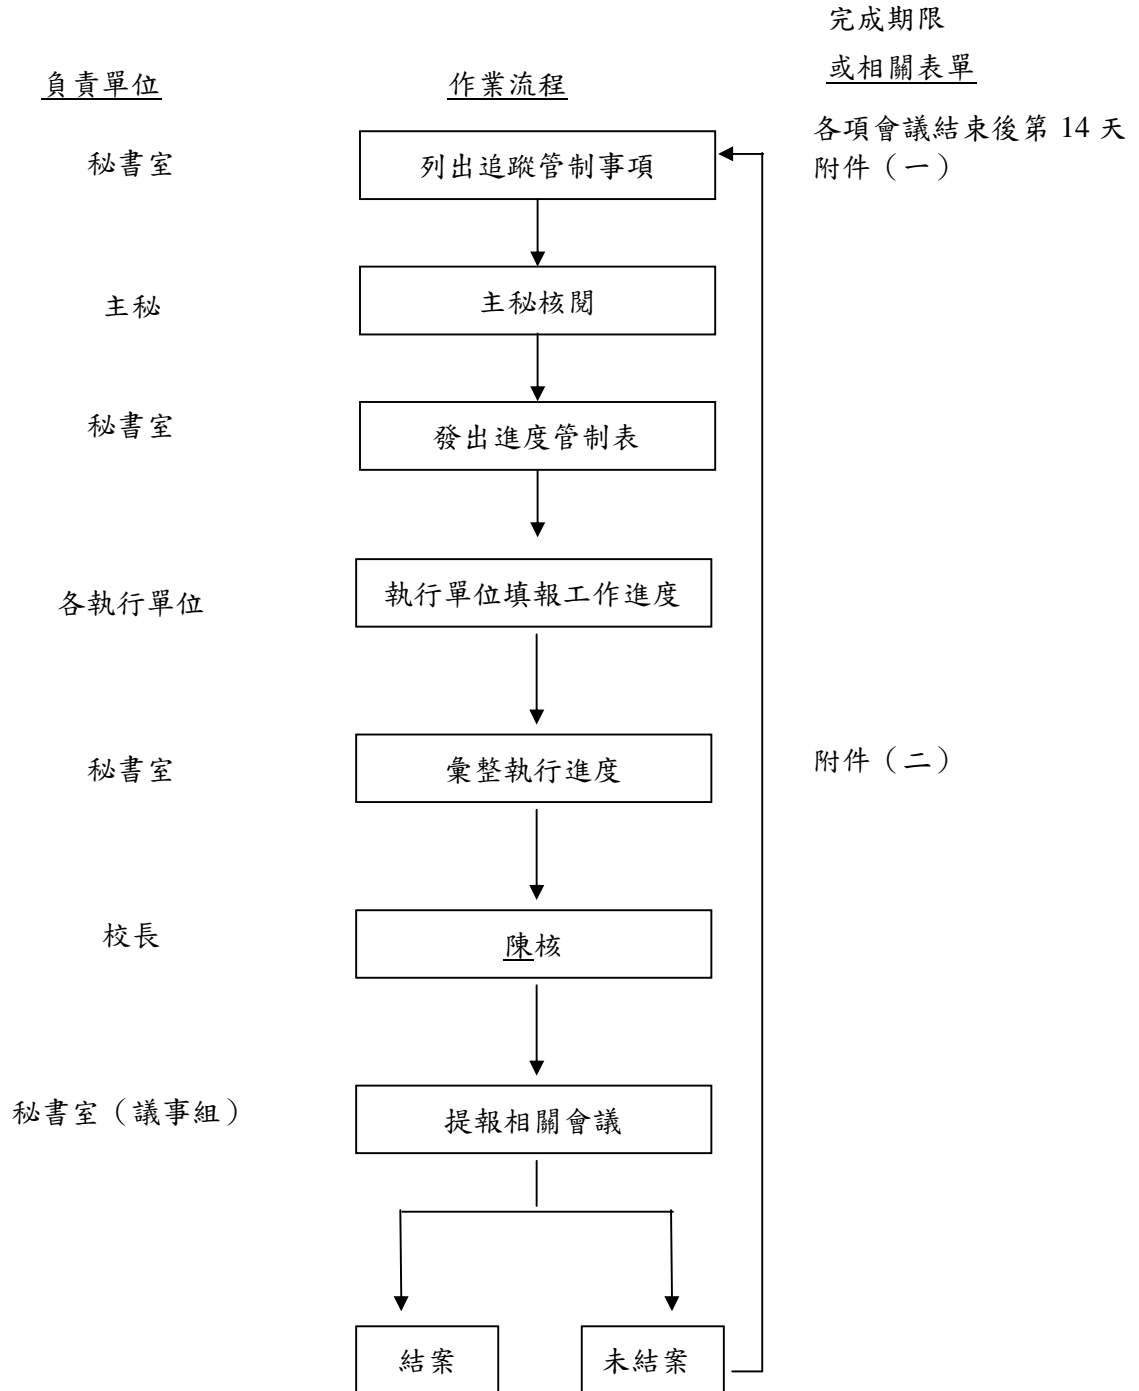 完成期限
或相關表單
負責單位
作業流程
各項會議結束後第 14 天
附件（一）
秘書室
列出追蹤管制事項
主秘
主秘核閱
秘書室
發出進度管制表
各執行單位
執行單位填報工作進度
秘書室
彙整執行進度
附件（二）
校長
陳核
秘書室（議事組）
提報相關會議
結案
未結案